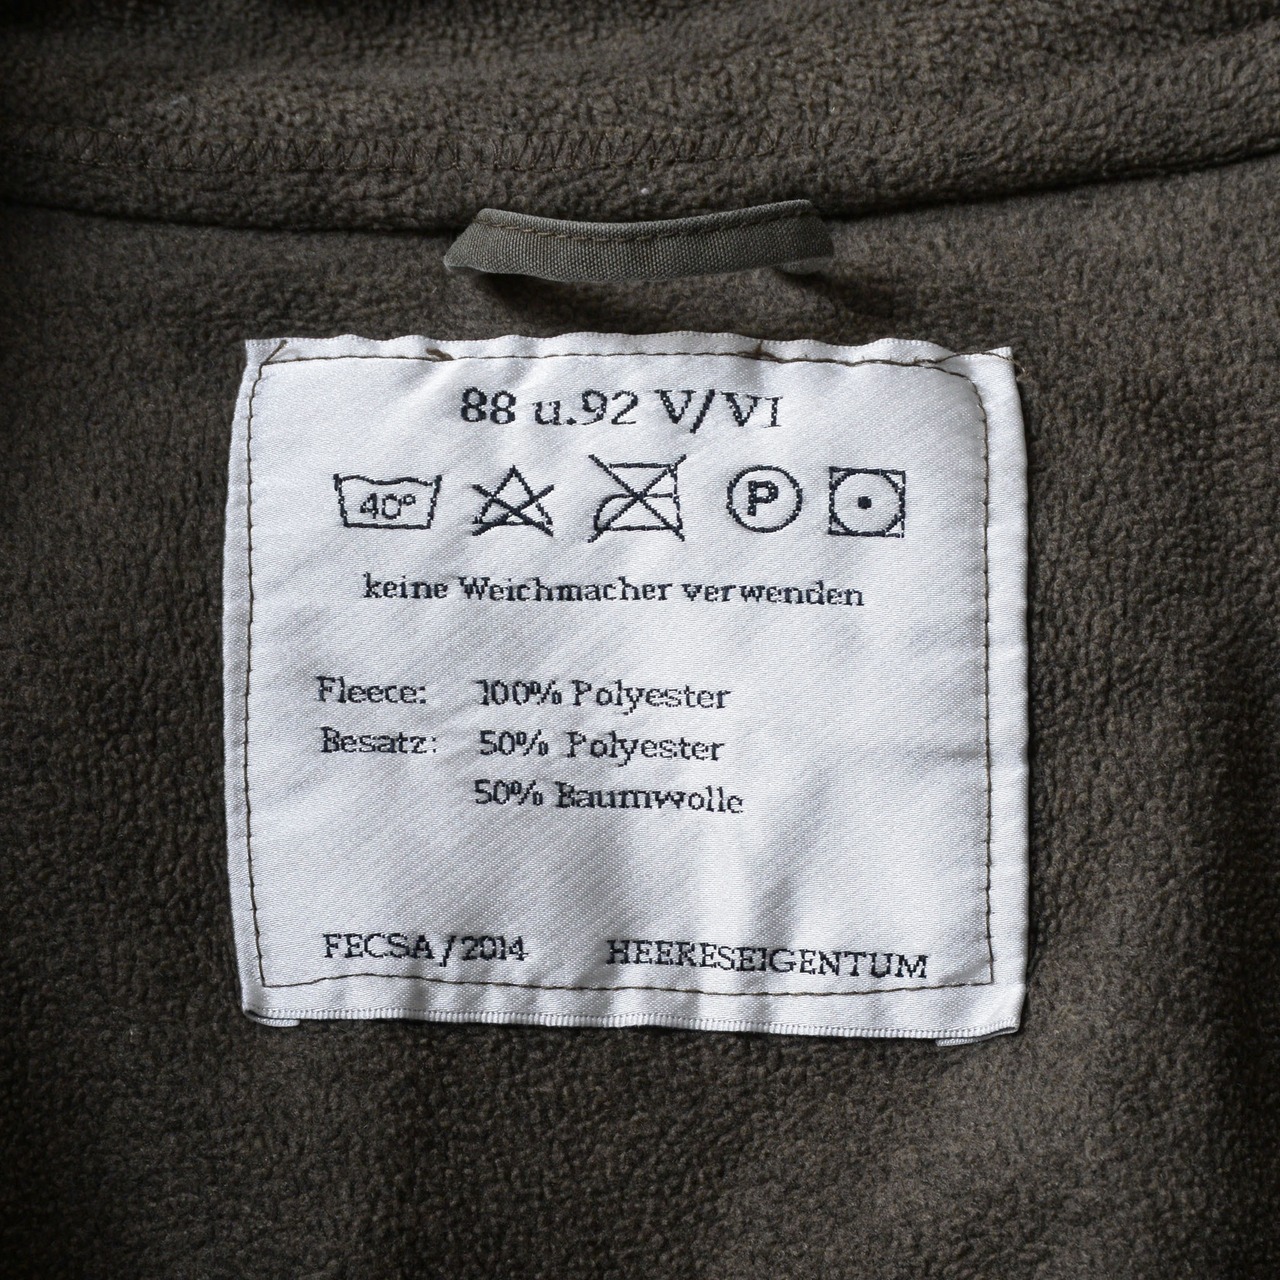 88 u.92 V/VI
40° P
keine Weichmacher verwenden
Fleece: 100% Polyester
Besatz: 50% Polyester
50% Baumwolle
FECSA/2014 HEERESEIGENTUM